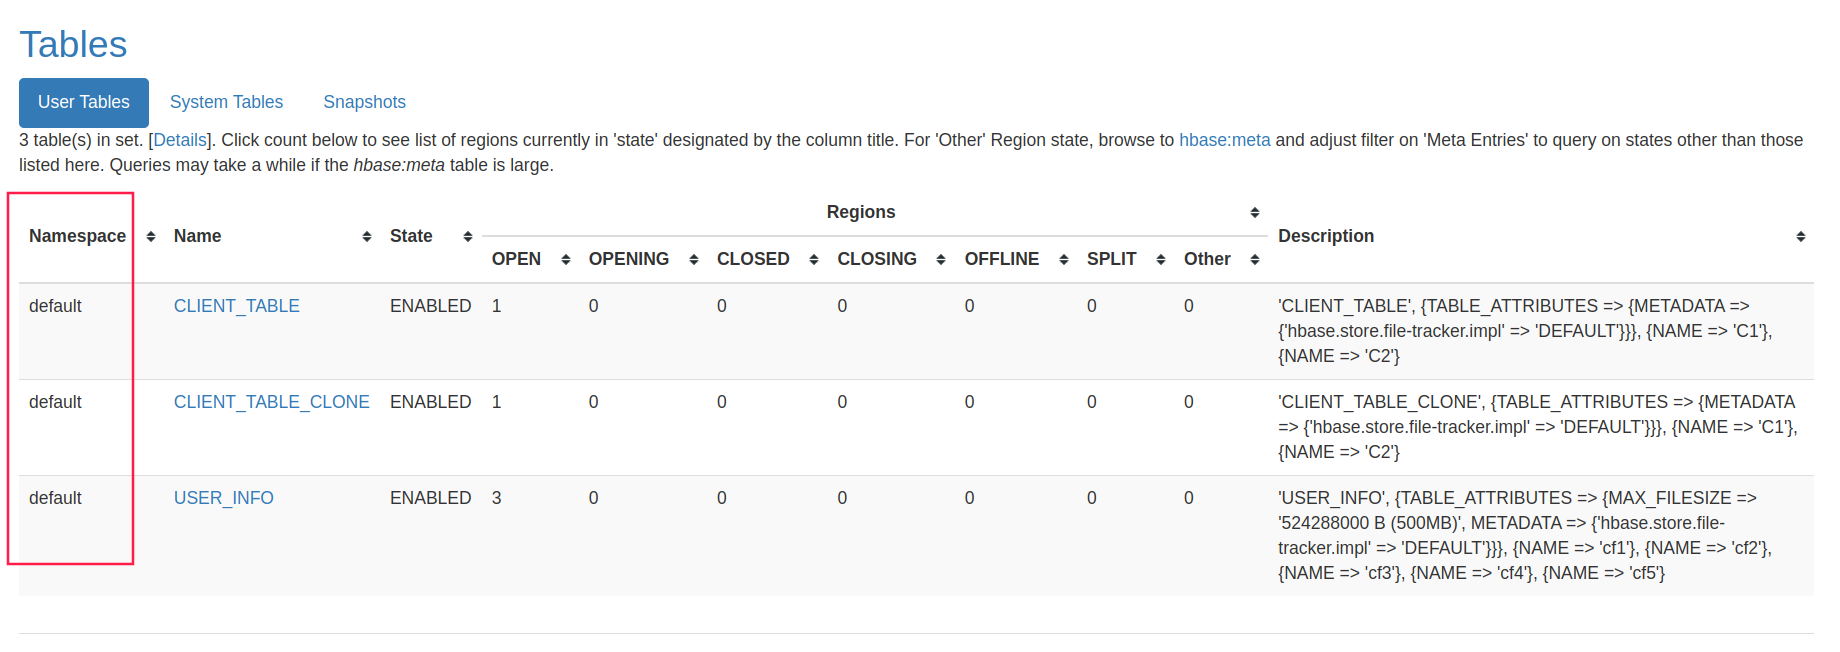 Tables
User Tables System Tables Snapshots
3 table(s) in set. [Details]. Click count below to see list of regions currently in 'state' designated by the column title. For 'Other' Region state, browse to hbase:meta and adjust filter on 'Meta Entries' to query on states other than those
listed here. Queries may take a while if the hbase:meta table is large.
Regions
Namespace Name State Description
OPEN OPENING CLOSED CLOSING OFFLINE SPLIT Other
default CLIENT_TABLE ENABLED 1 0 0 0 0 0 0 'CLIENT_TABLE', {TABLE_ATTRIBUTES => {METADATA =>
{'hbase.store.file-tracker.impl' => 'DEFAULT'}}}, {NAME => 'C1'},
{NAME => 'C2'}
default CLIENT_TABLE_CLONE ENABLED 1 0 0 0 0 0 0 'CLIENT_TABLE_CLONE', {TABLE_ATTRIBUTES => {METADATA
=> {'hbase.store.file-tracker.impl' => 'DEFAULT'}}}, {NAME => 'C1'},
{NAME => 'C2'}
default USER_INFO ENABLED 3 0 0 0 0 0 0 'USER_INFO', {TABLE_ATTRIBUTES => {MAX_FILESIZE =>
'524288000 B (500MB)', METADATA => {'hbase.store.file-
tracker.impl' => 'DEFAULT'}}}, {NAME => 'cf1'}, {NAME => 'cf2'},
{NAME => 'cf3'}, {NAME => 'cf4'}, {NAME => 'cf5'}